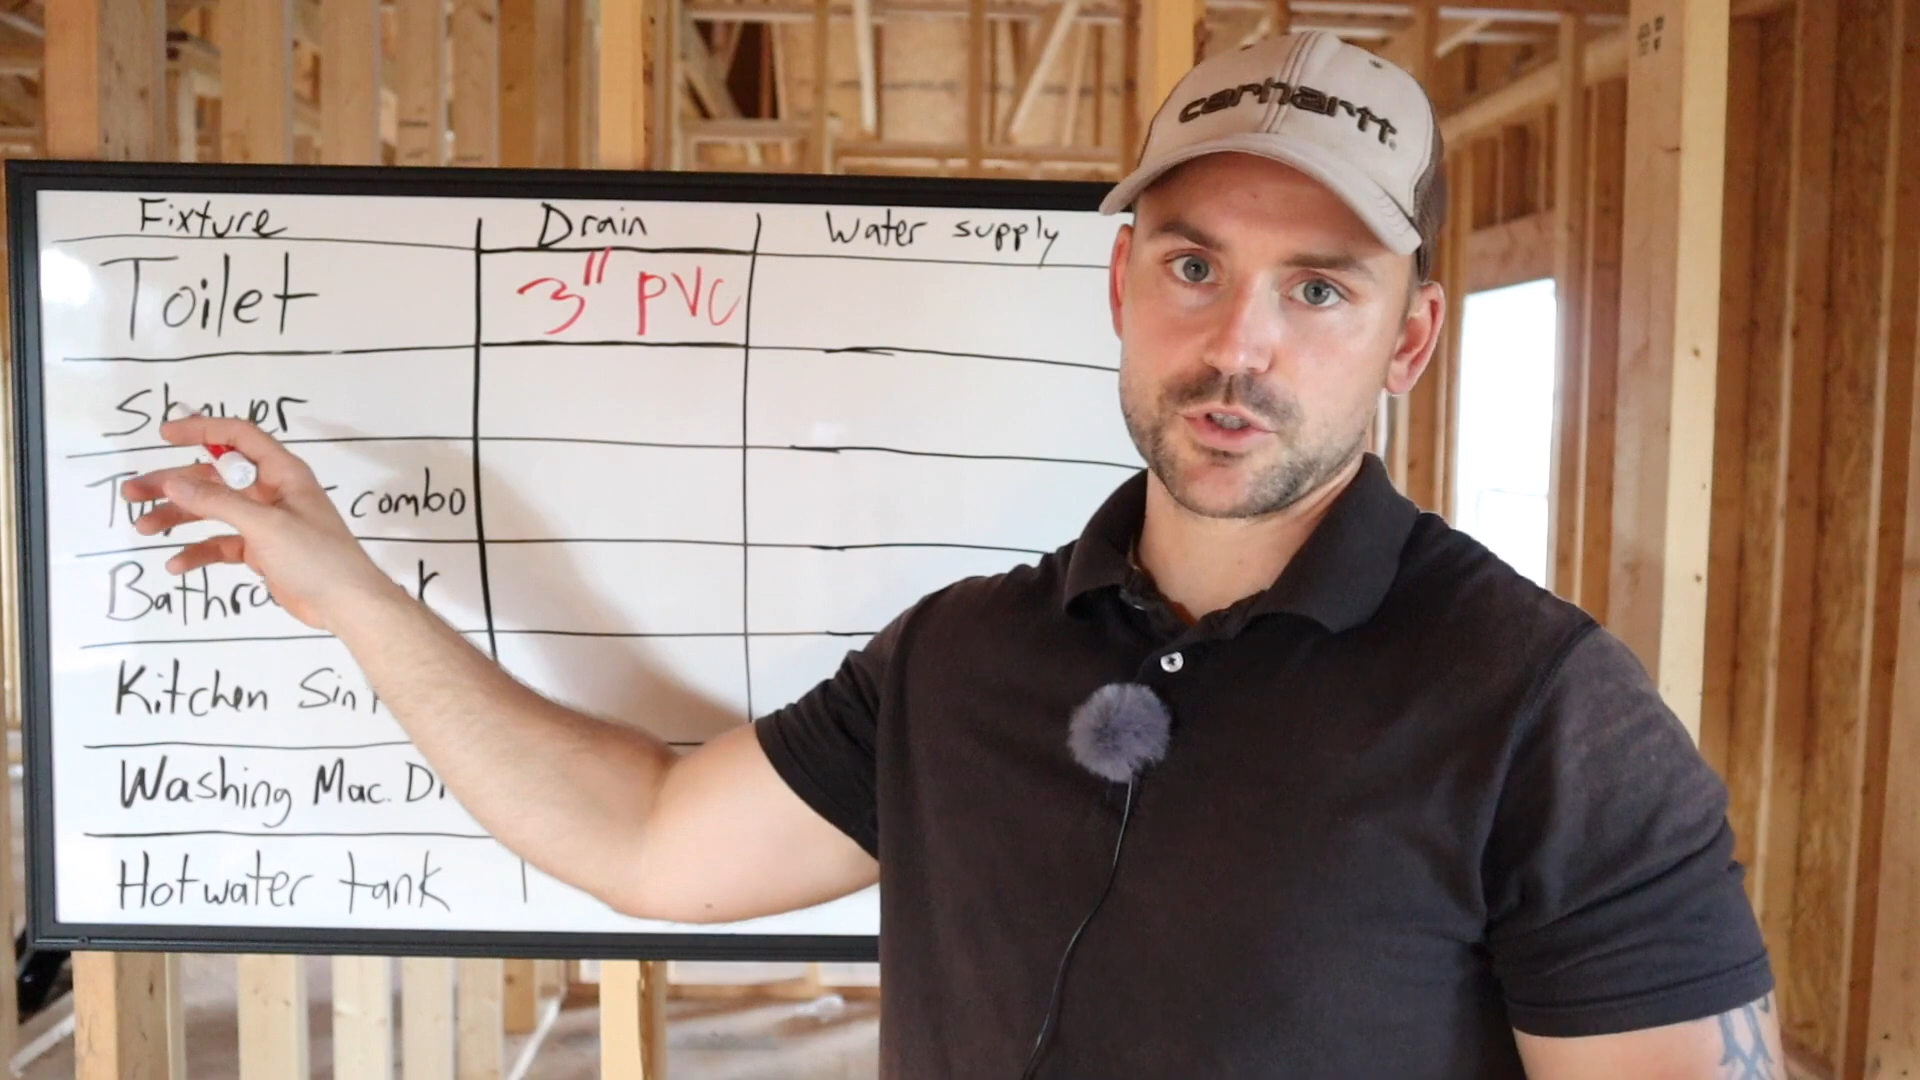 carhartt
Fixture Drain Water supply
Toilet 3" PVC
Shower
combo
Kitchen
Washing Mac.
Hotwater tank